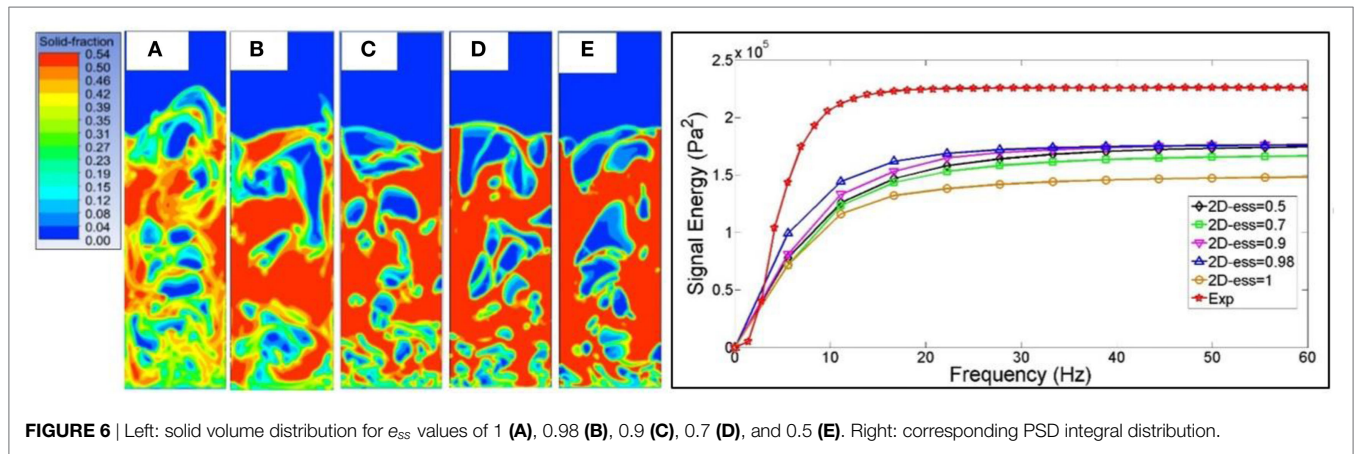 Solid-fraction
0.54
0.50
0.46
0.42
0.39
0.35
0.31
0.27
0.23
0.19
0.15
0.12
0.08
0.04
0.00
A
B
C
D
E
x 10⁵
2.5
2
1.5
1
0.5
0
Signal Energy (Pa²)
0 10 20 30 40 50 60
Frequency (Hz)
2D-ess=0.5
2D-ess=0.7
2D-ess=0.9
2D-ess=0.98
2D-ess=1
Exp
FIGURE 6 | Left: solid volume distribution for eₛₛ values of 1 (A), 0.98 (B), 0.9 (C), 0.7 (D), and 0.5 (E). Right: corresponding PSD integral distribution.